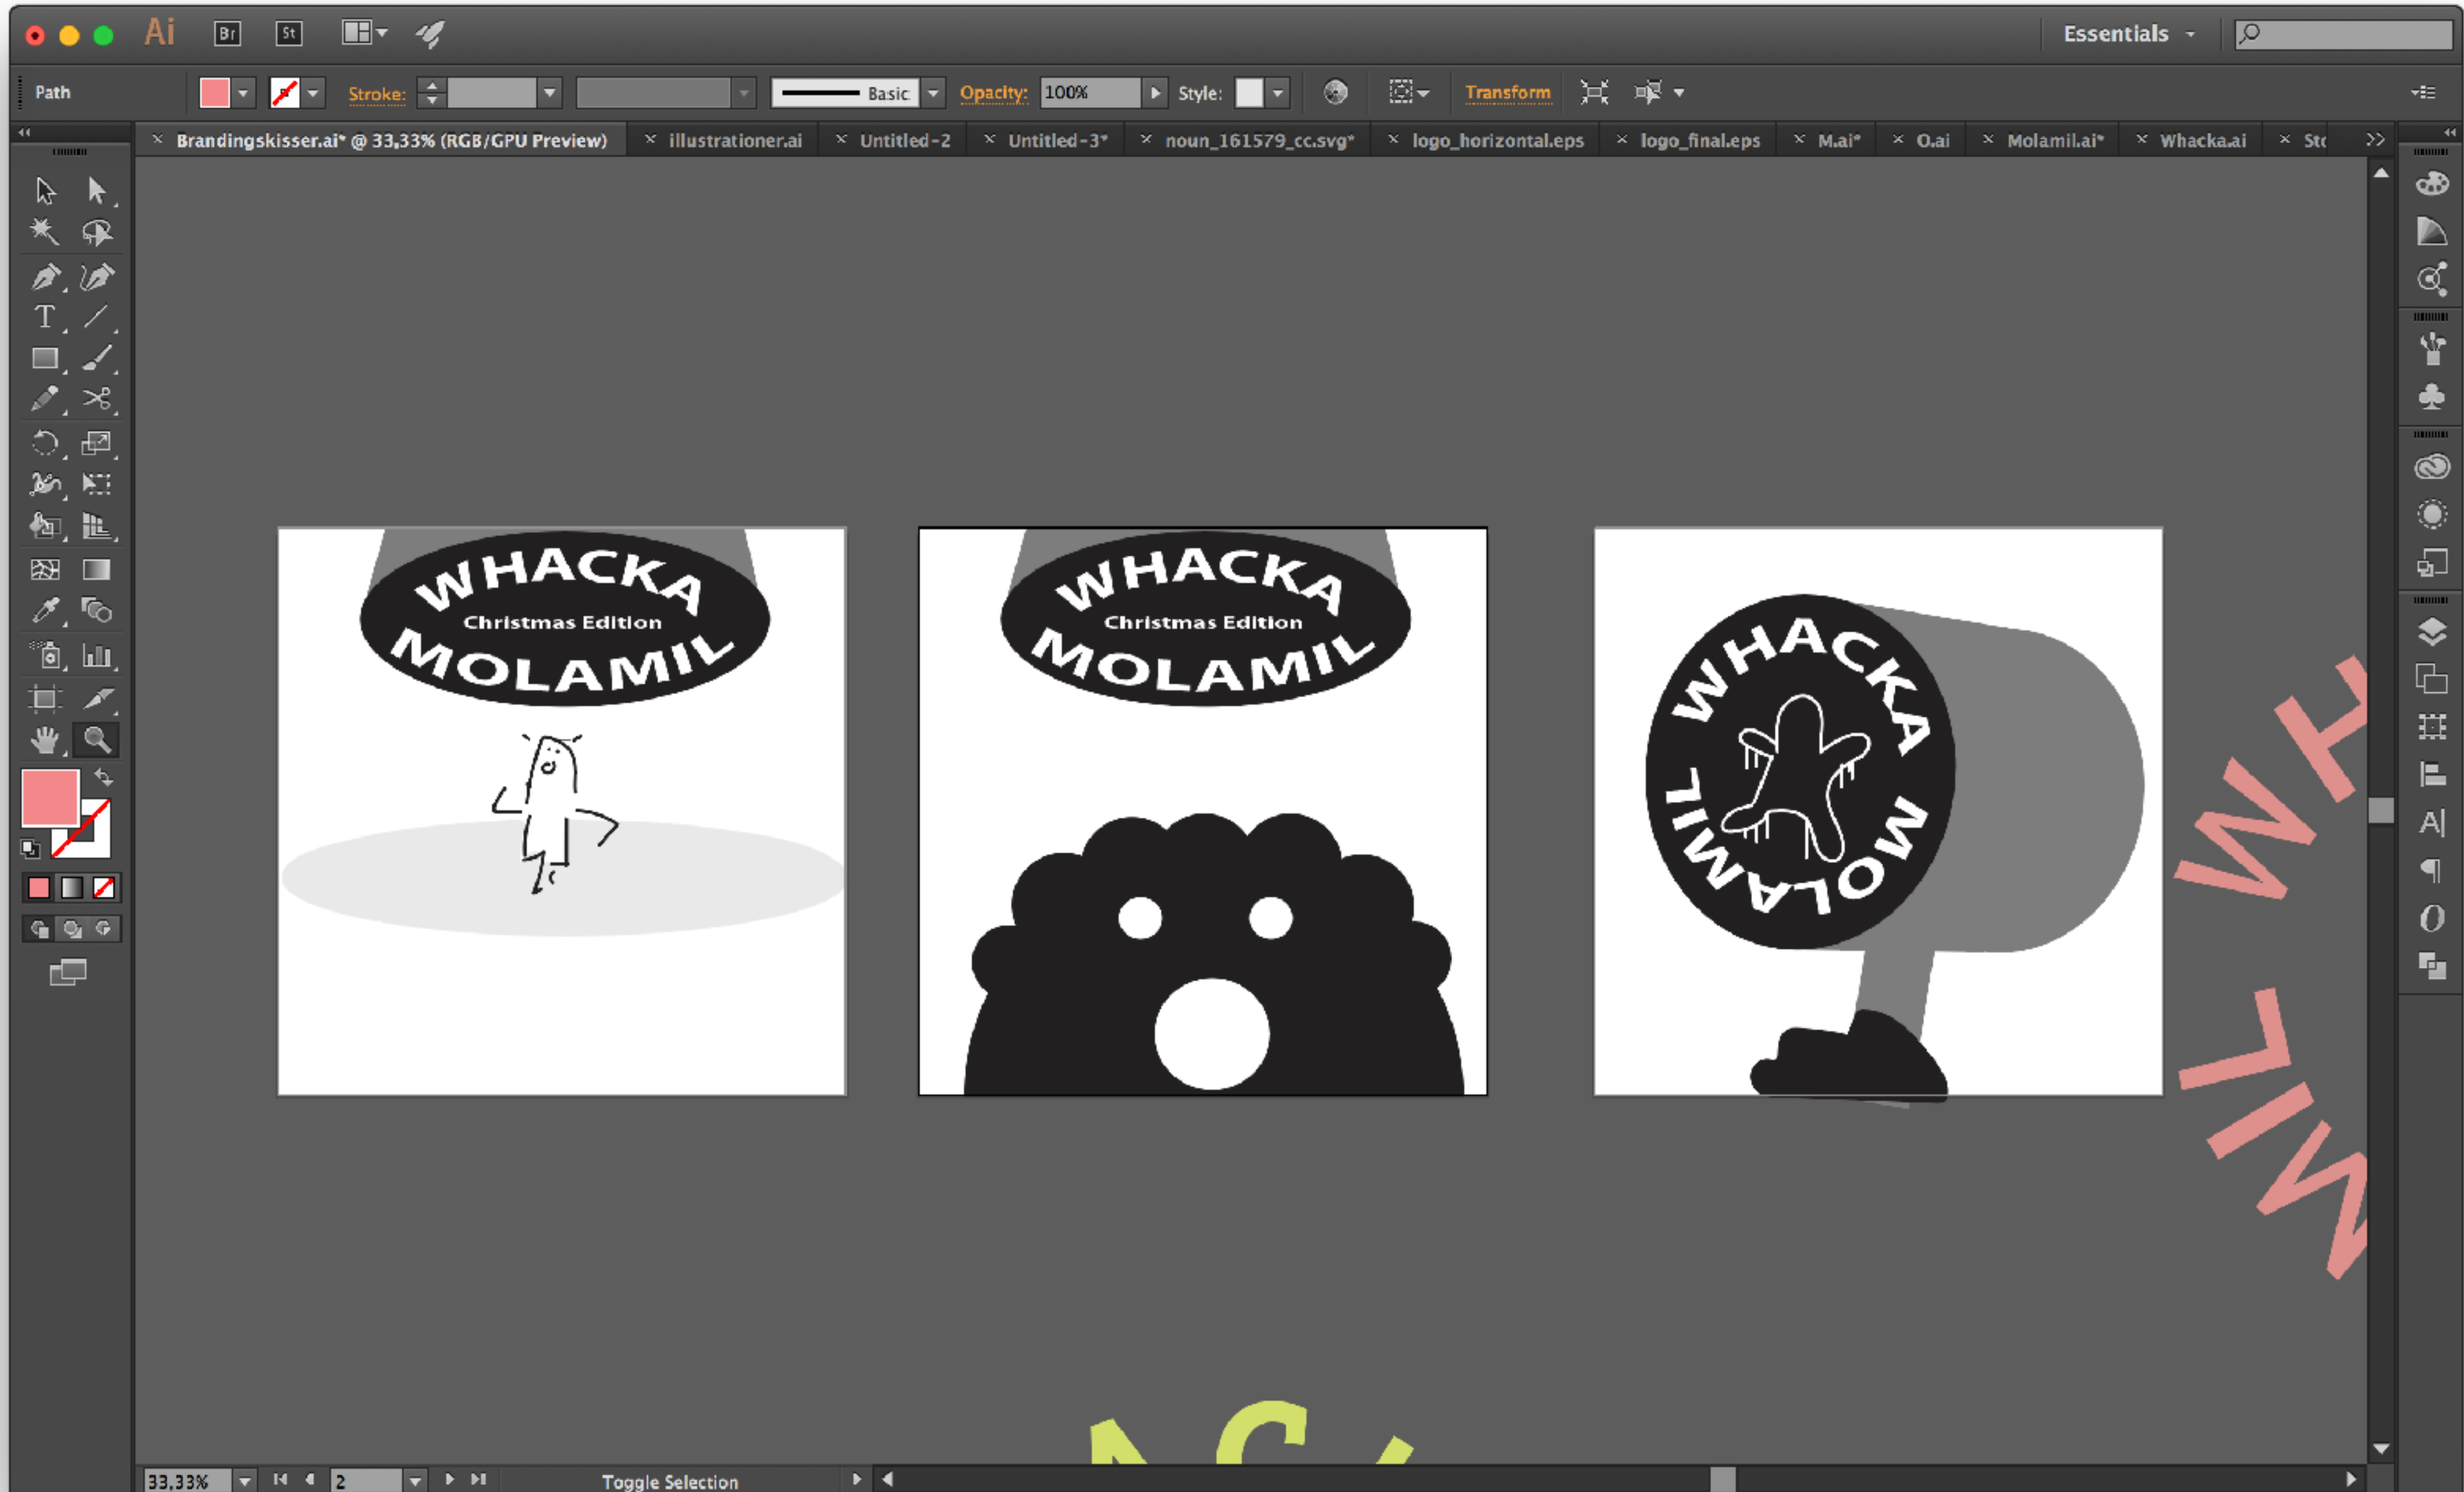 Ai Br St Essentials
Path Stroke: Basic Opacity: 100% Style: Transform
× Brandingskisser.ai* @ 33,33% (RGB/GPU Preview) × illustrationer.ai × Untitled-2 × Untitled-3* × noun_161579_cc.svg* × logo_horizontal.eps × logo_final.eps × M.ai* × O.ai × Molamil.ai* × Whacka.ai ×
WHACKA
Christmas Edition
MOLAMIL
WHACKA
Christmas Edition
MOLAMIL
WHACKA
MOLAMIL
WH
MIL
33,33% 2 Toggle Selection